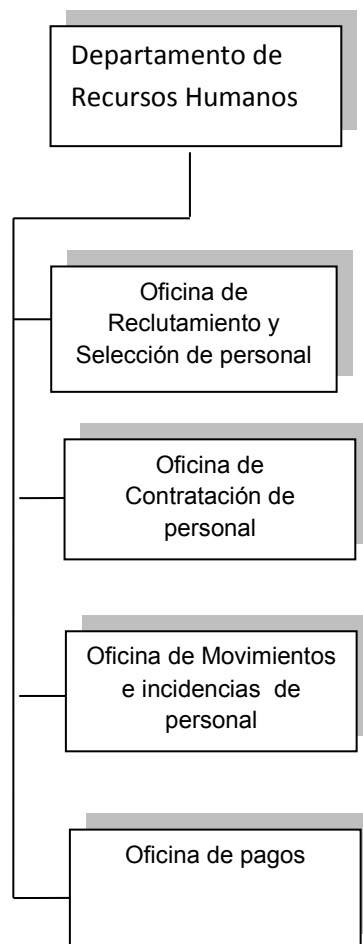 Departamento de
Recursos Humanos
Oficina de
Reclutamiento y
Selección de personal
Oficina de
Contratación de
personal
Oficina de Movimientos
e incidencias de
personal
Oficina de pagos